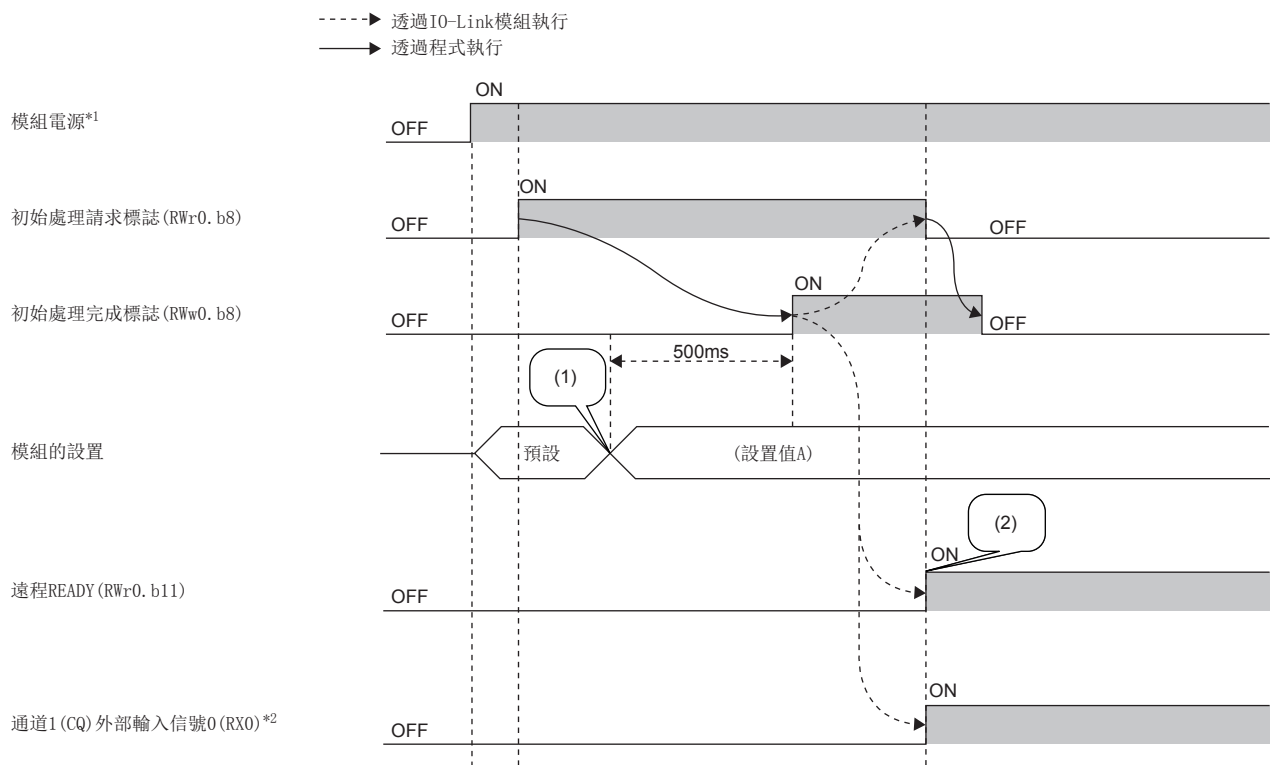 透過IO-Link模組執行
透過程式執行
ON
模組電源*1
OFF
ON
初始處理請求標誌(RWr0.b8)
OFF
OFF
ON
初始處理完成標誌(RWw0.b8)
OFF
OFF
500ms
(1)
模組的設置
預設
(設置值A)
(2)
ON
遠程READY(RWr0.b11)
OFF
ON
通道1(CQ)外部輸入信號0(RX0)*2
OFF